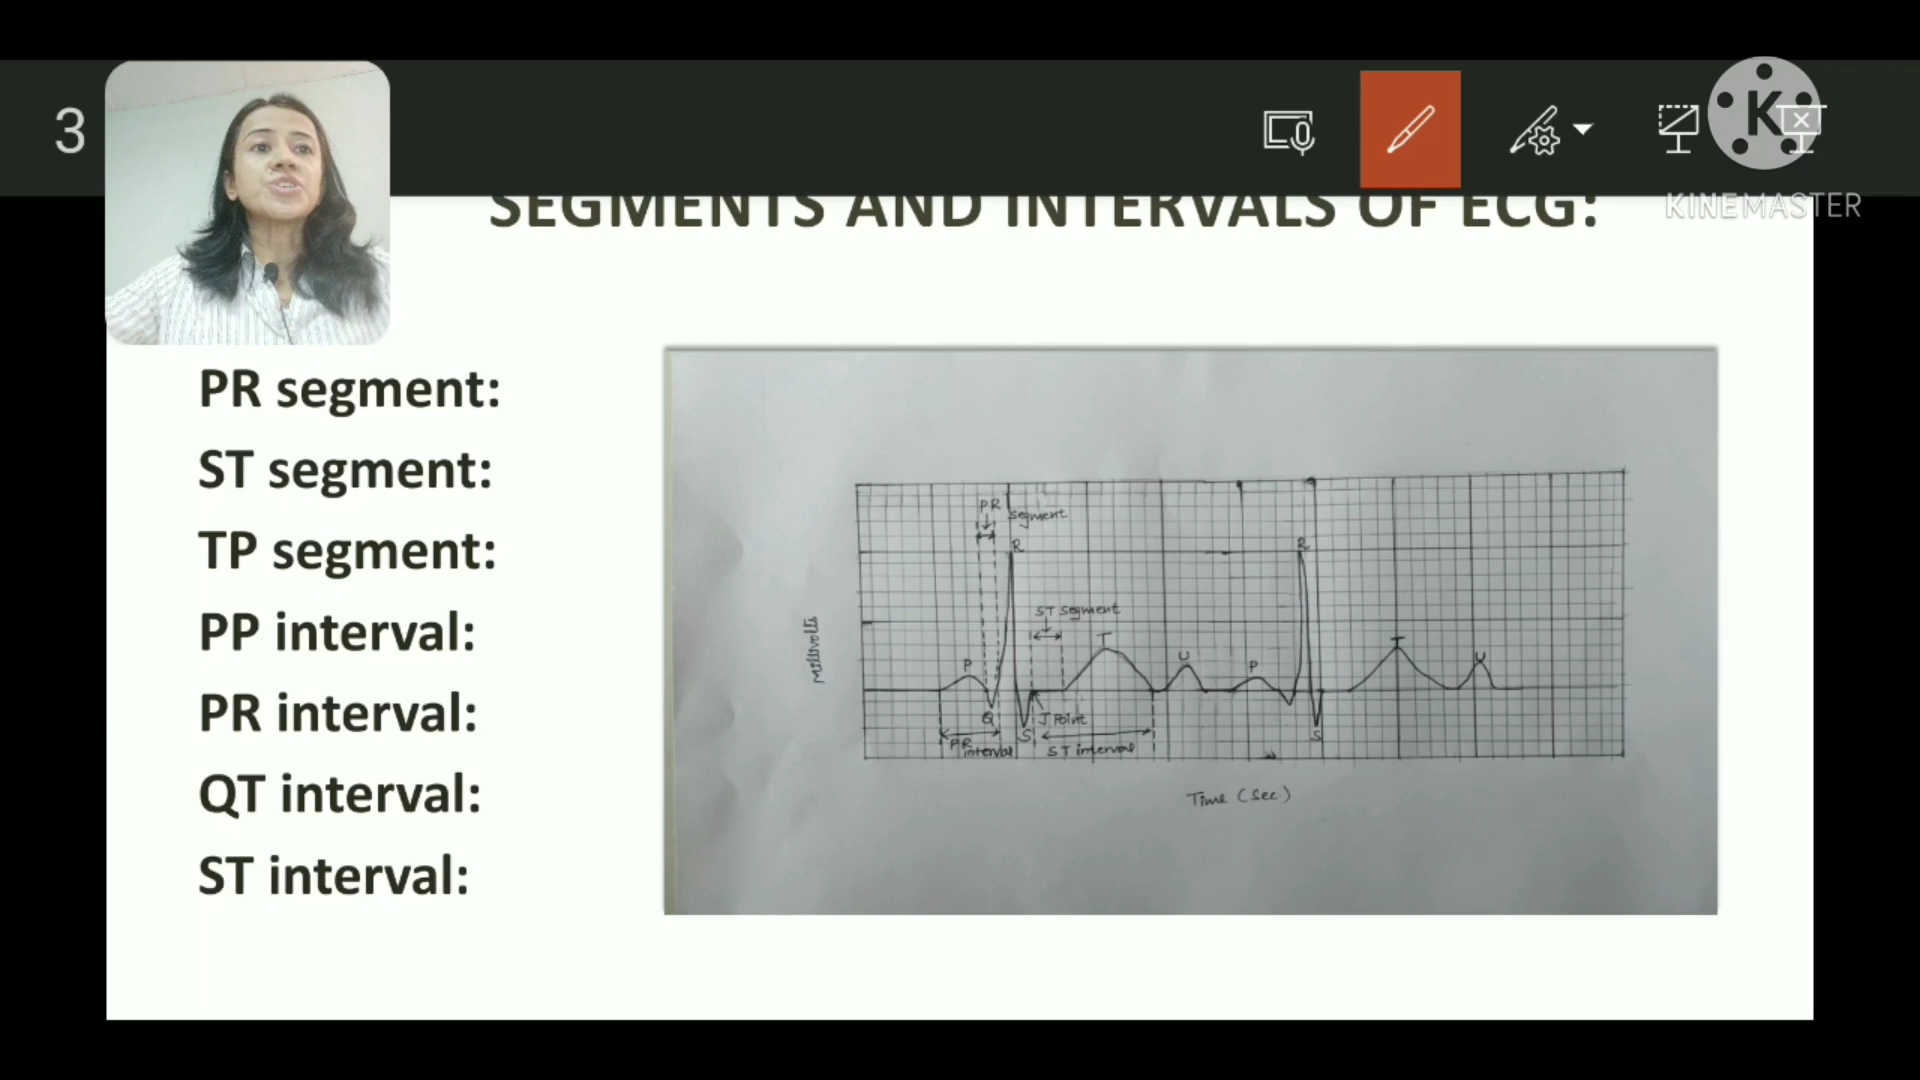 3
K
KINEMASTER
SEGMENTS AND INTERVALS OF ECG:
PR segment:
ST segment:
TP segment:
PP interval:
PR interval:
QT interval:
ST interval:
PR
segment
R
R
ST segment
T
T
P
U
P
U
Millivolts
Q
J Point
S
S
PR
interval
ST interval
Time (Sec)